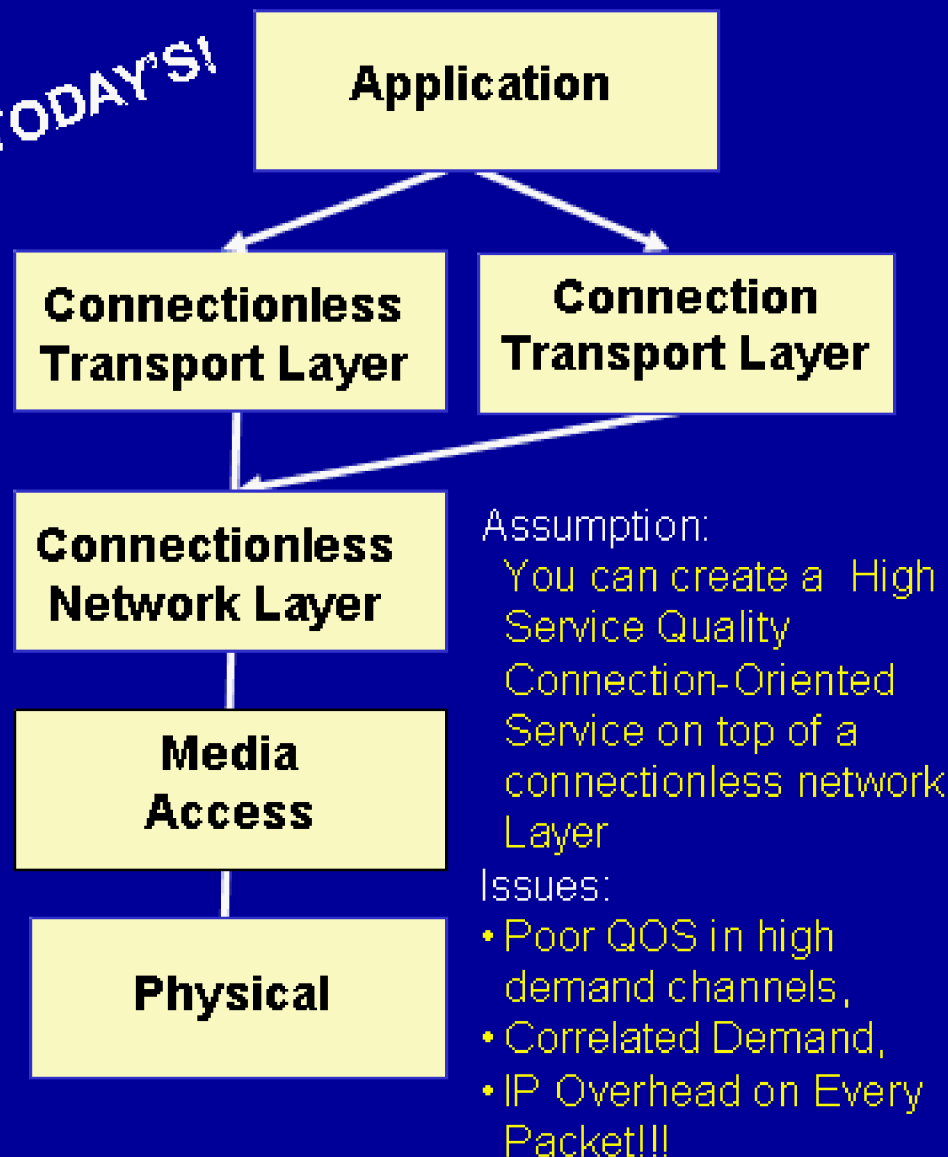 TODAY'S!
Application
Connectionless
Transport Layer
Connection
Transport Layer
Connectionless
Network Layer
Media
Access
Physical
Assumption:
You can create a High
Service Quality
Connection-Oriented
Service on top of a
connectionless network
Layer
Issues:
• Poor QOS in high
demand channels,
• Correlated Demand,
• IP Overhead on Every
Packet!!!